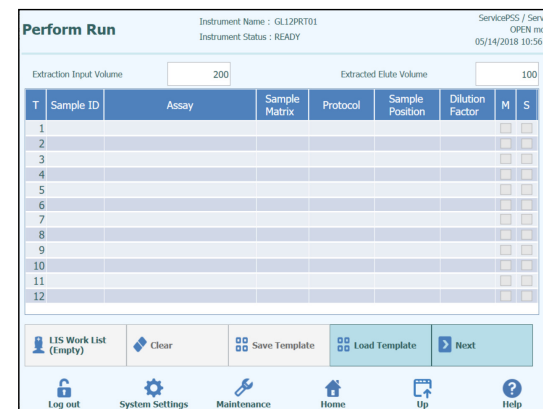 Perform Run
Instrument Name : GL12PRT01
Instrument Status : READY
ServicePSS / Serv
OPEN mo
05/14/2018 10:56
Extraction Input Volume 200 Extracted Elute Volume 100
T Sample ID Assay Sample Matrix Protocol Sample Position Dilution Factor M S
1
2
3
4
5
6
7
8
9
10
11
12
LIS Work List (Empty) Clear Save Template Load Template Next
Log out System Settings Maintenance Home Up Help